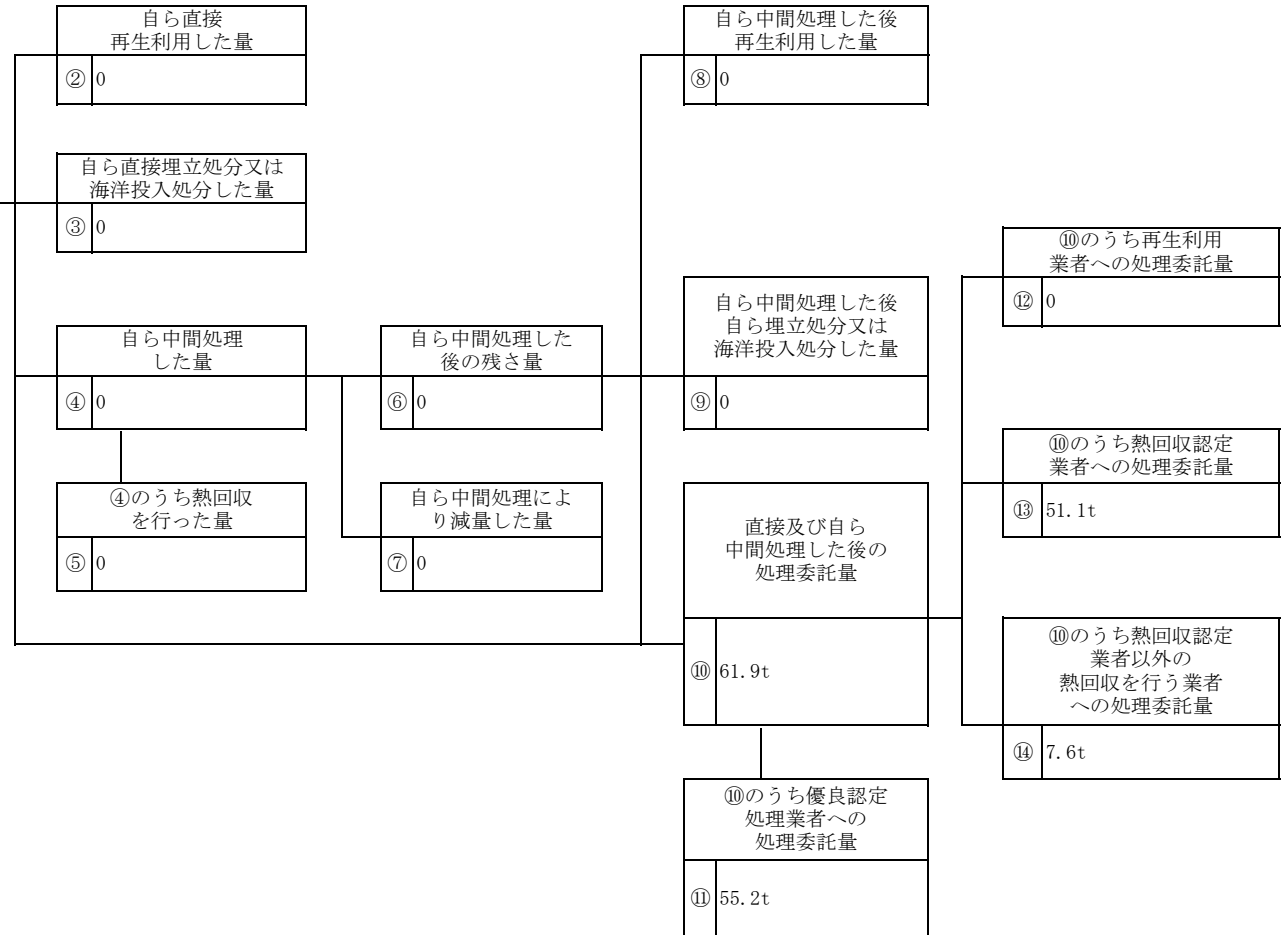 自ら直接
再生利用した量
② 0
自ら中間処理した後
再生利用した量
⑧ 0
自ら直接埋立処分又は
海洋投入処分した量
③ 0
⑩のうち再生利用
業者への処理委託量
⑫ 0
自ら中間処理
した量
④ 0
自ら中間処理した
後の残さ量
⑥ 0
自ら中間処理した後
自ら埋立処分又は
海洋投入処分した量
⑨ 0
⑩のうち熱回収認定
業者への処理委託量
⑬ 51.1t
④のうち熱回収
を行った量
⑤ 0
自ら中間処理によ
り減量した量
⑦ 0
直接及び自ら
中間処理した後の
処理委託量
⑩ 61.9t
⑩のうち熱回収認定
業者以外の
熱回収を行う業者
への処理委託量
⑭ 7.6t
⑩のうち優良認定
処理業者への
処理委託量
⑪ 55.2t